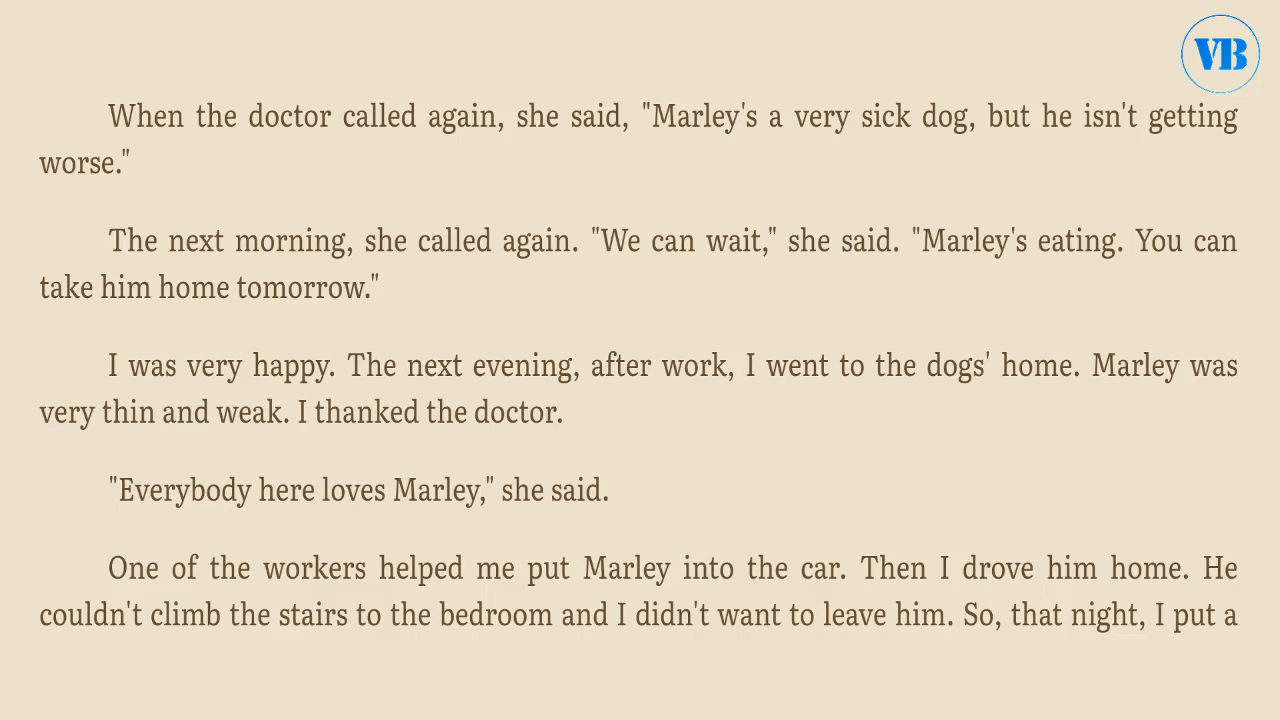 VB
When the doctor called again, she said, "Marley's a very sick dog, but he isn't getting
worse."
The next morning, she called again. "We can wait," she said. "Marley's eating. You can
take him home tomorrow."
I was very happy. The next evening, after work, I went to the dogs' home. Marley was
very thin and weak. I thanked the doctor.
"Everybody here loves Marley," she said.
One of the workers helped me put Marley into the car. Then I drove him home. He
couldn't climb the stairs to the bedroom and I didn't want to leave him. So, that night, I put a